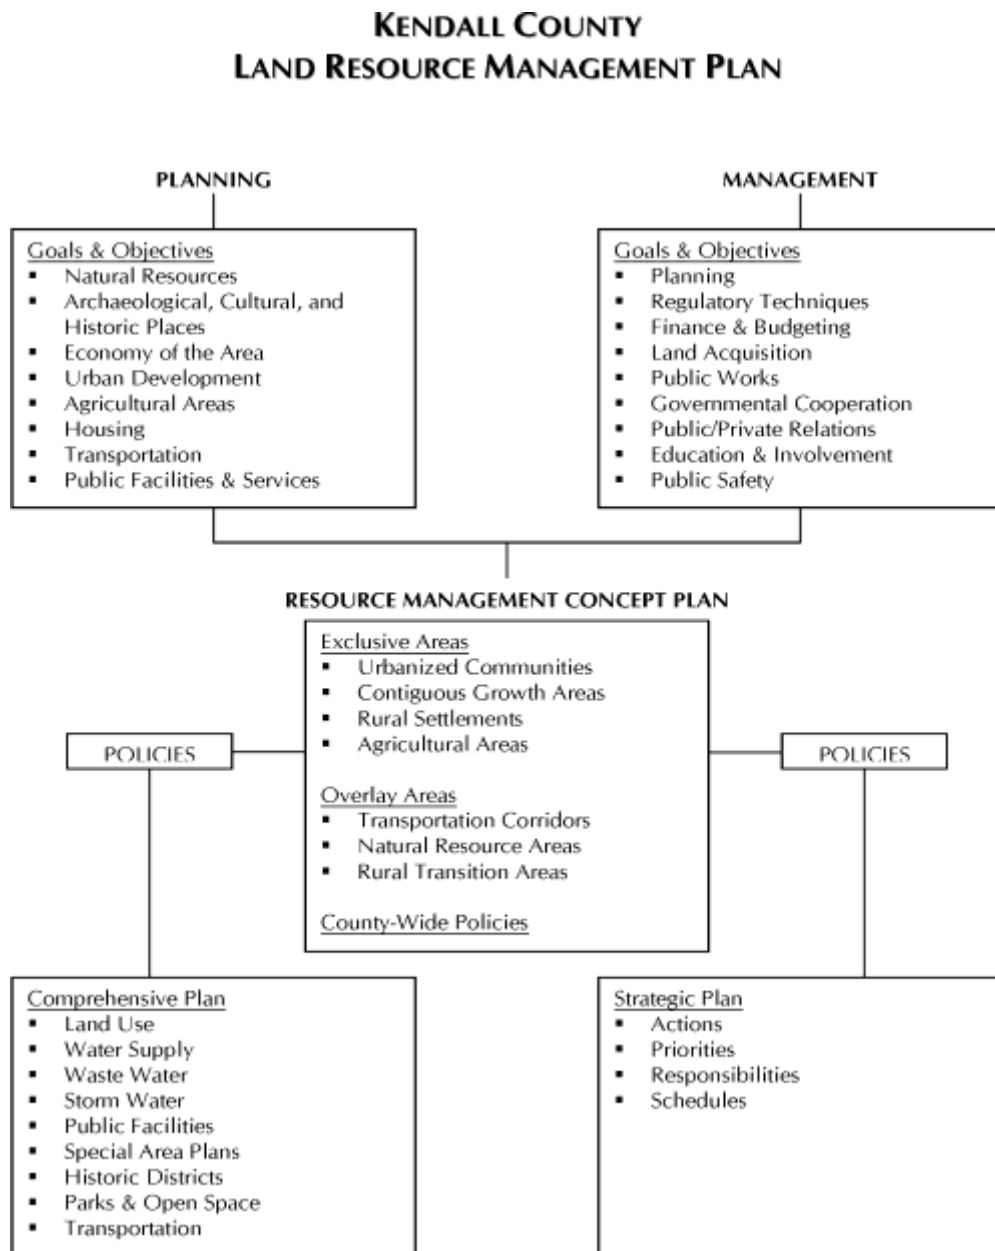 KENDALL COUNTY
LAND RESOURCE MANAGEMENT PLAN
PLANNING
Goals & Objectives
▪ Natural Resources
▪ Archaeological, Cultural, and
Historic Places
▪ Economy of the Area
▪ Urban Development
▪ Agricultural Areas
▪ Housing
▪ Transportation
▪ Public Facilities & Services
MANAGEMENT
Goals & Objectives
▪ Planning
▪ Regulatory Techniques
▪ Finance & Budgeting
▪ Land Acquisition
▪ Public Works
▪ Governmental Cooperation
▪ Public/Private Relations
▪ Education & Involvement
▪ Public Safety
RESOURCE MANAGEMENT CONCEPT PLAN
Exclusive Areas
▪ Urbanized Communities
▪ Contiguous Growth Areas
▪ Rural Settlements
▪ Agricultural Areas
Overlay Areas
▪ Transportation Corridors
▪ Natural Resource Areas
▪ Rural Transition Areas
County-Wide Policies
POLICIES
POLICIES
Comprehensive Plan
▪ Land Use
▪ Water Supply
▪ Waste Water
▪ Storm Water
▪ Public Facilities
▪ Special Area Plans
▪ Historic Districts
▪ Parks & Open Space
▪ Transportation
Strategic Plan
▪ Actions
▪ Priorities
▪ Responsibilities
▪ Schedules